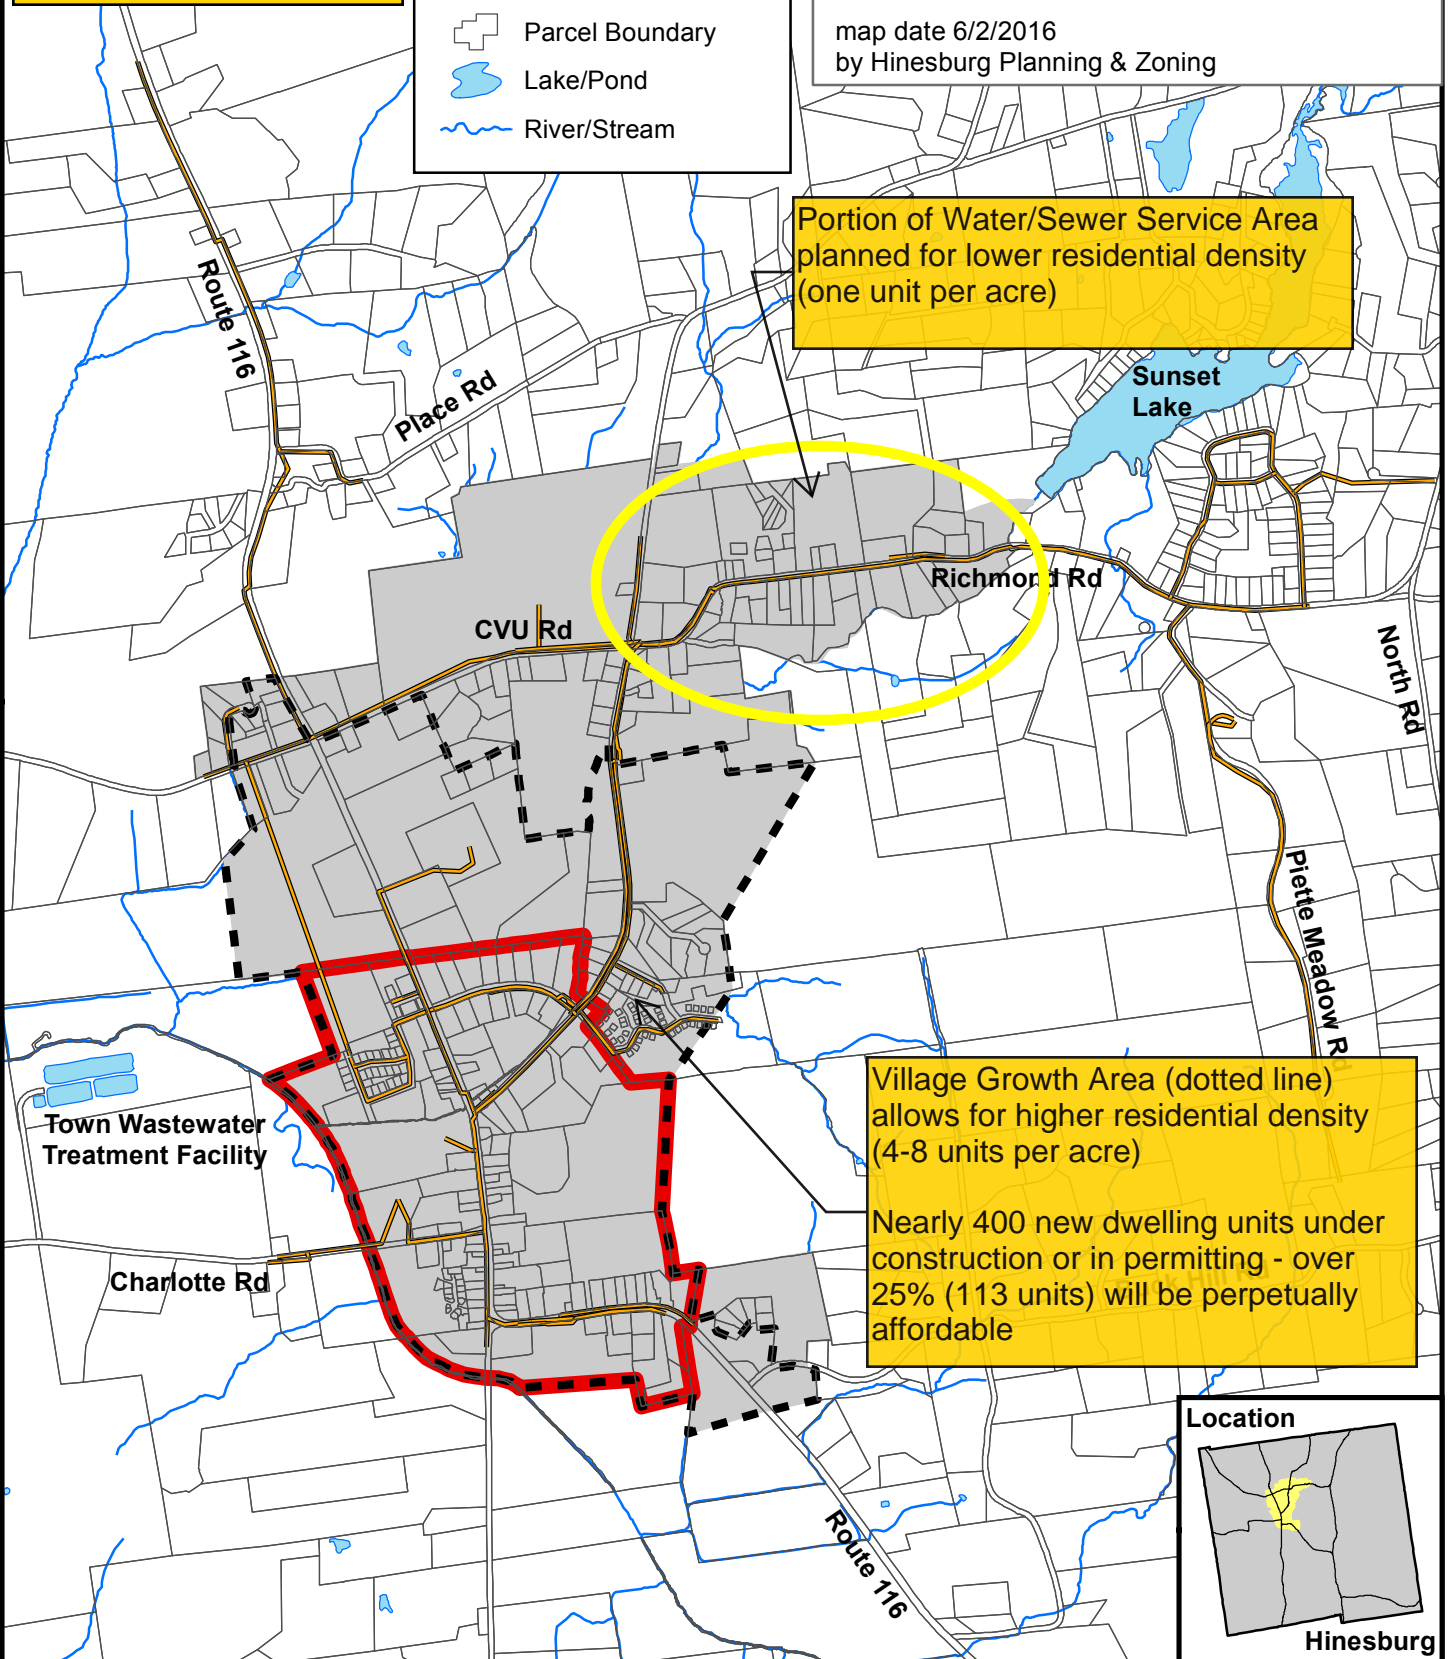 Parcel Boundary
Lake/Pond
River/Stream
map date 6/2/2016
by Hinesburg Planning & Zoning
Portion of Water/Sewer Service Area
planned for lower residential density
(one unit per acre)
Route 116
Place Rd
Sunset
Lake
Richmond Rd
CVU Rd
North Rd
Piette Meadow Rd
Village Growth Area (dotted line)
allows for higher residential density
(4-8 units per acre)
Nearly 400 new dwelling units under
construction or in permitting - over
25% (113 units) will be perpetually
affordable
Town Wastewater
Treatment Facility
Charlotte Rd
Hill Rd
Route 116
Location
Hinesburg